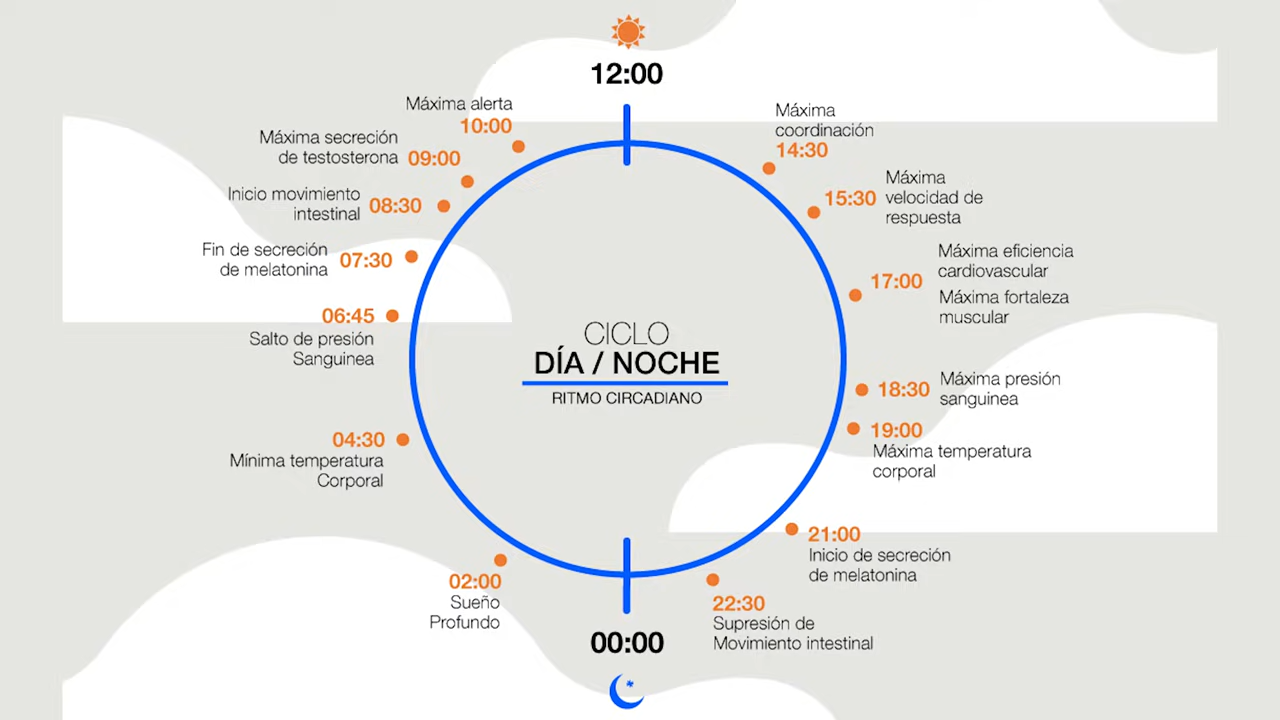 12:00
Máxima alerta
10:00
Máxima secreción
de testosterona
09:00
Inicio movimiento
intestinal
08:30
Fin de secreción
de melatonina
07:30
06:45
Salto de presión
Sanguinea
04:30
Mínima temperatura
Corporal
02:00
Sueño
Profundo
Máxima
coordinación
14:30
15:30
Máxima
velocidad de
respuesta
17:00
Máxima eficiencia
cardiovascular
Máxima fortaleza
muscular
18:30
Máxima presión
sanguinea
19:00
Máxima temperatura
corporal
21:00
Inicio de secreción
de melatonina
22:30
Supresión de
Movimiento intestinal
CICLO
DÍA / NOCHE
RITMO CIRCADIANO
00:00